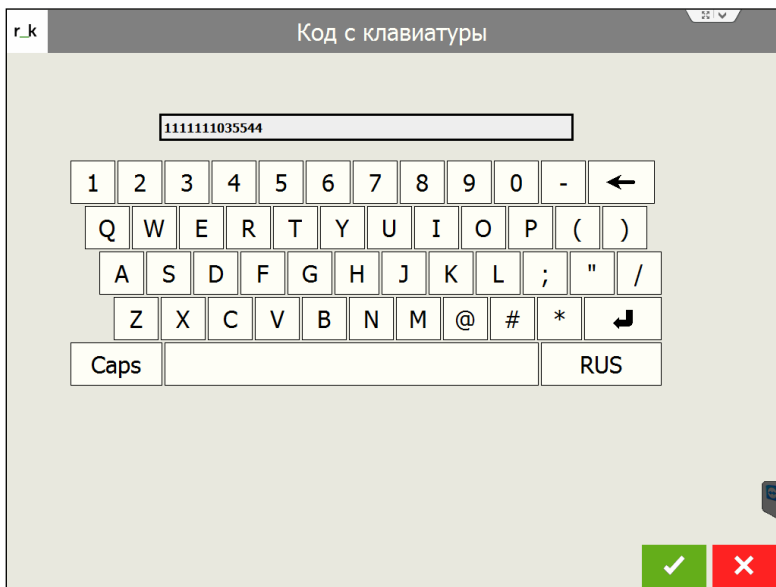 r_k
Код с клавиатуры
1111111035544
1 2 3 4 5 6 7 8 9 0 -
Q W E R T Y U I O P ( )
A S D F G H J K L ; " /
Z X C V B N M @ # *
Caps RUS